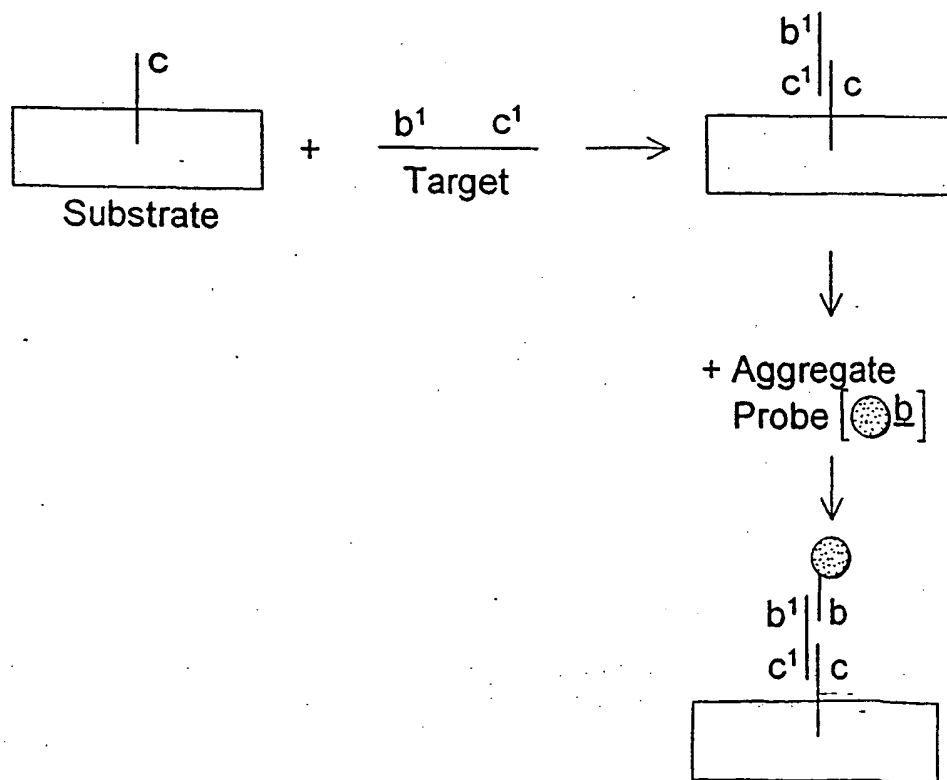 c
Substrate
+
b¹ c¹
Target
b¹
c¹ c
+ Aggregate
Probe [ b]
b¹ b
c¹ c